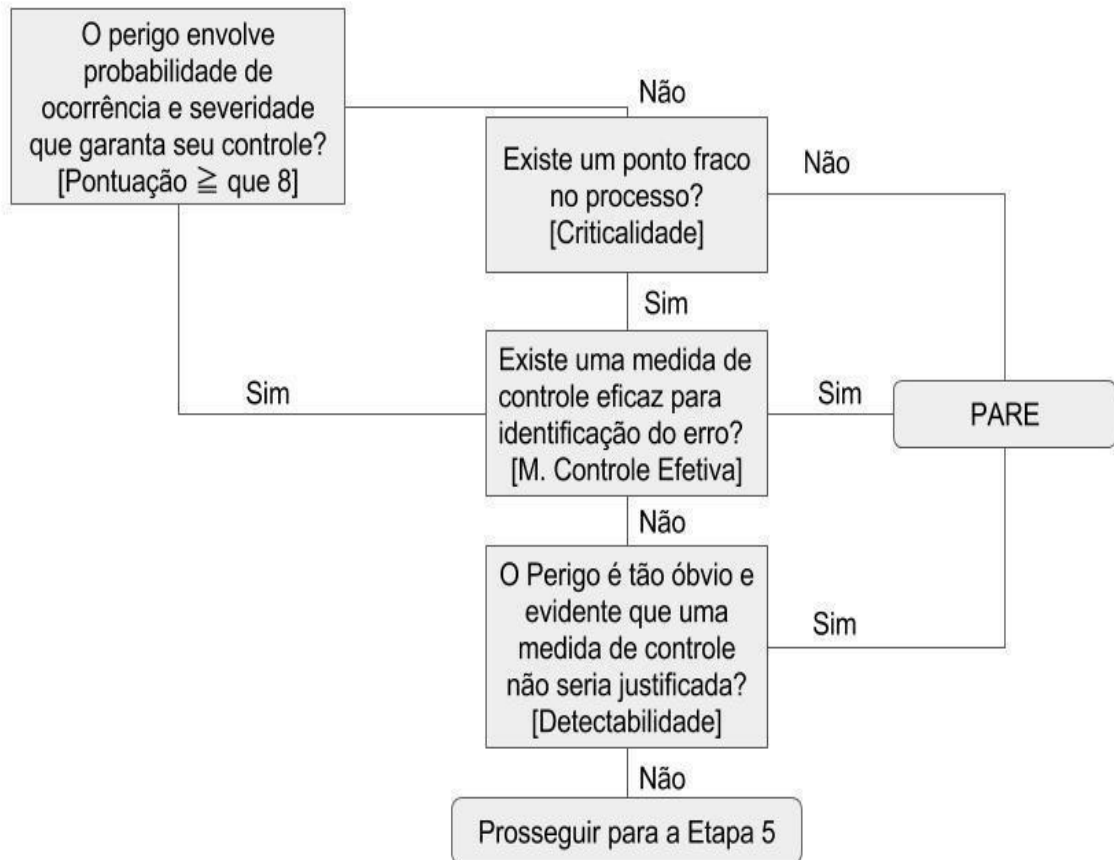 O perigo envolve
probabilidade de
ocorrência e severidade
que garanta seu controle?
[Pontuação ≧ que 8]
Não
Existe um ponto fraco
no processo?
[Criticalidade]
Não
Sim
Existe uma medida de
controle eficaz para
identificação do erro?
[M. Controle Efetiva]
Sim
Sim
PARE
Não
O Perigo é tão óbvio e
evidente que uma
medida de controle
não seria justificada?
[Detectabilidade]
Sim
Não
Prosseguir para a Etapa 5